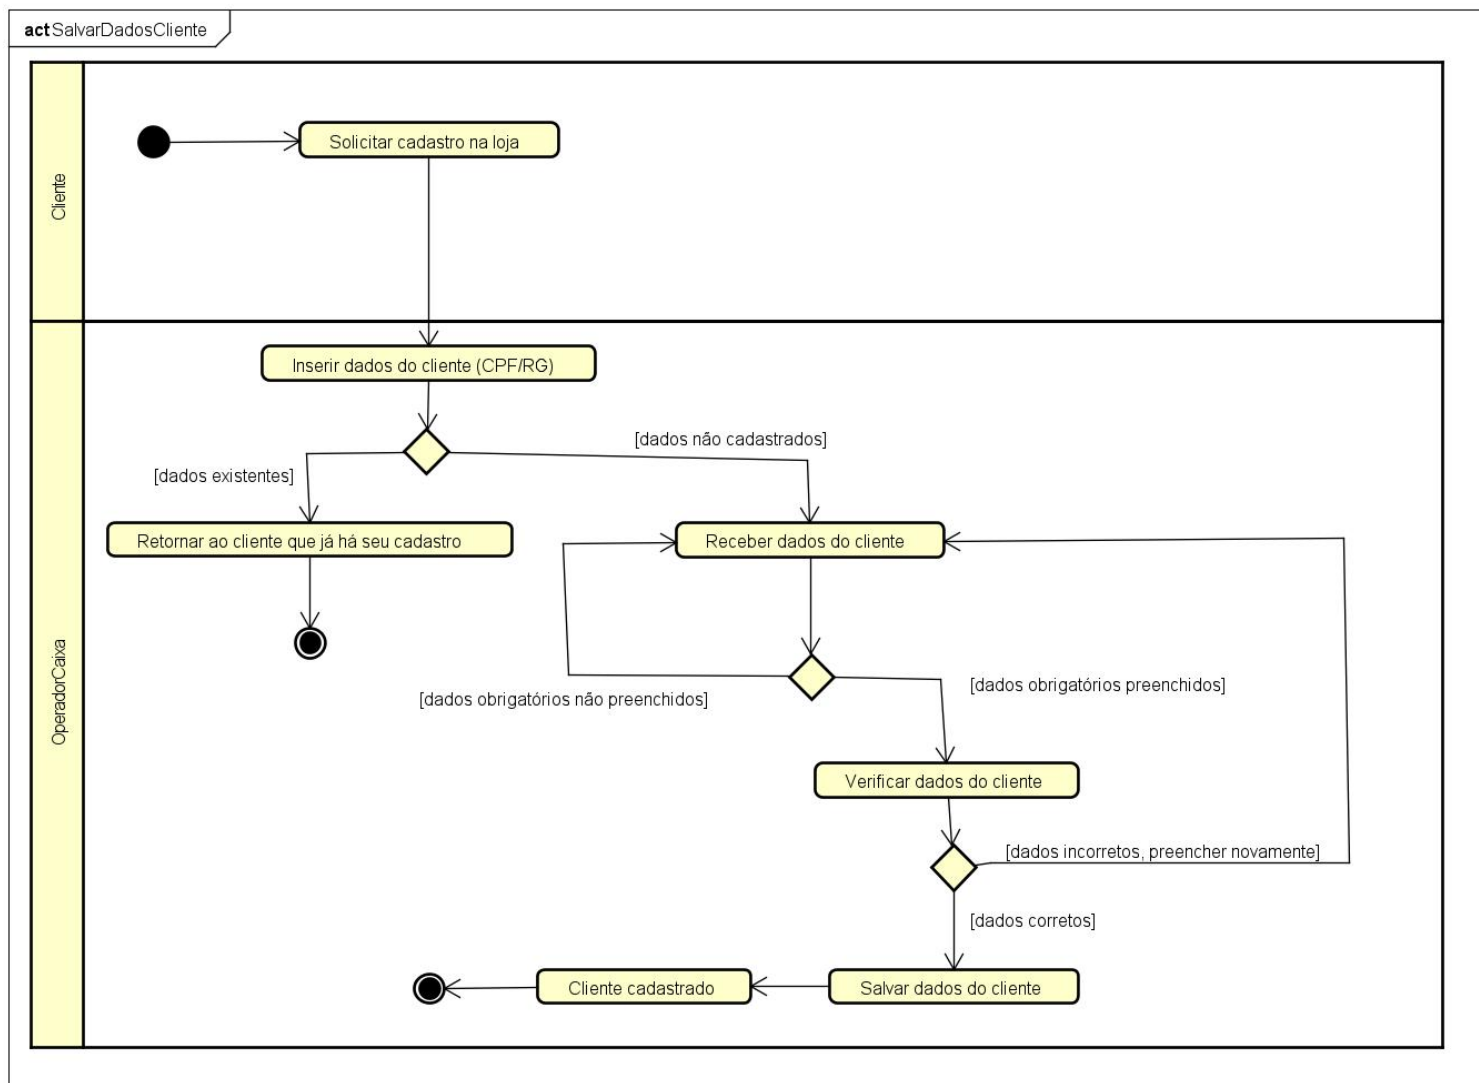 act SalvarDadosCliente
Cliente
Solicitar cadastro na loja
OperadorCaixa
Inserir dados do cliente (CPF/RG)
[dados não cadastrados]
[dados existentes]
Retornar ao cliente que já há seu cadastro
Receber dados do cliente
[dados obrigatórios não preenchidos]
[dados obrigatórios preenchidos]
Verificar dados do cliente
[dados incorretos, preencher novamente]
[dados corretos]
Cliente cadastrado
Salvar dados do cliente